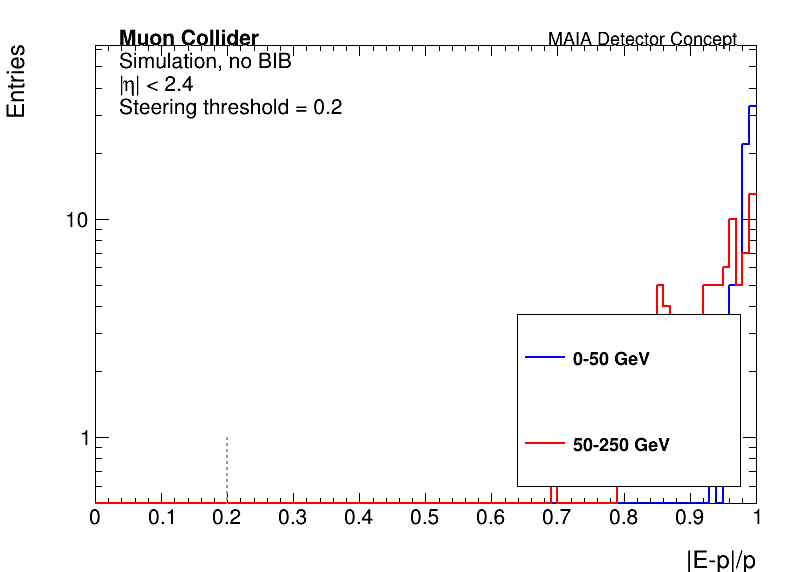 Muon Collider
MAIA Detector Concept
Simulation, no BIB
|η| < 2.4
Steering threshold = 0.2
Entries
10
1
0-50 GeV
50-250 GeV
0 0.1 0.2 0.3 0.4 0.5 0.6 0.7 0.8 0.9 1
|E-p|/p